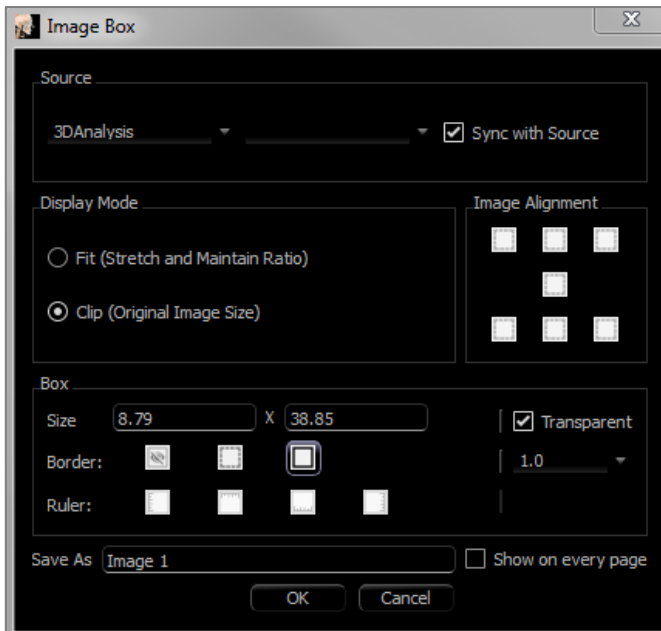 Image Box
Source
3DAnalysis
Sync with Source
Display Mode
Image Alignment
Fit (Stretch and Maintain Ratio)
Clip (Original Image Size)
Box
Size 8.79 X 38.85 Transparent
Border: 1.0
Ruler:
Save As Image 1 Show on every page
OK Cancel